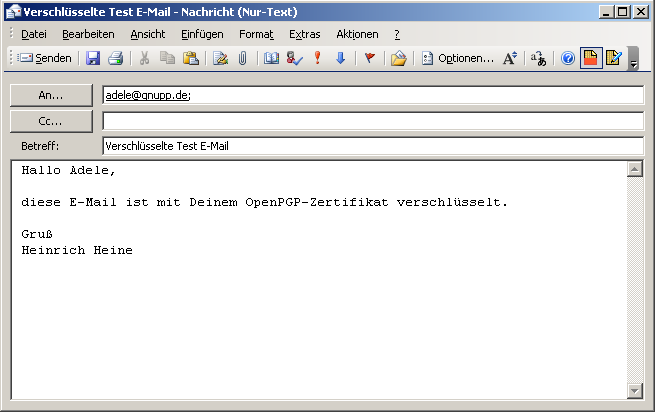 Verschlüsselte Test E-Mail - Nachricht (Nur-Text)
Datei Bearbeiten Ansicht Einfügen Format Extras Aktionen ?
Senden Optionen...
An... adele@gnupp.de;
Cc...
Betreff: Verschlüsselte Test E-Mail
Hallo Adele,
diese E-Mail ist mit Deinem OpenPGP-Zertifikat verschlüsselt.
Gruß
Heinrich Heine